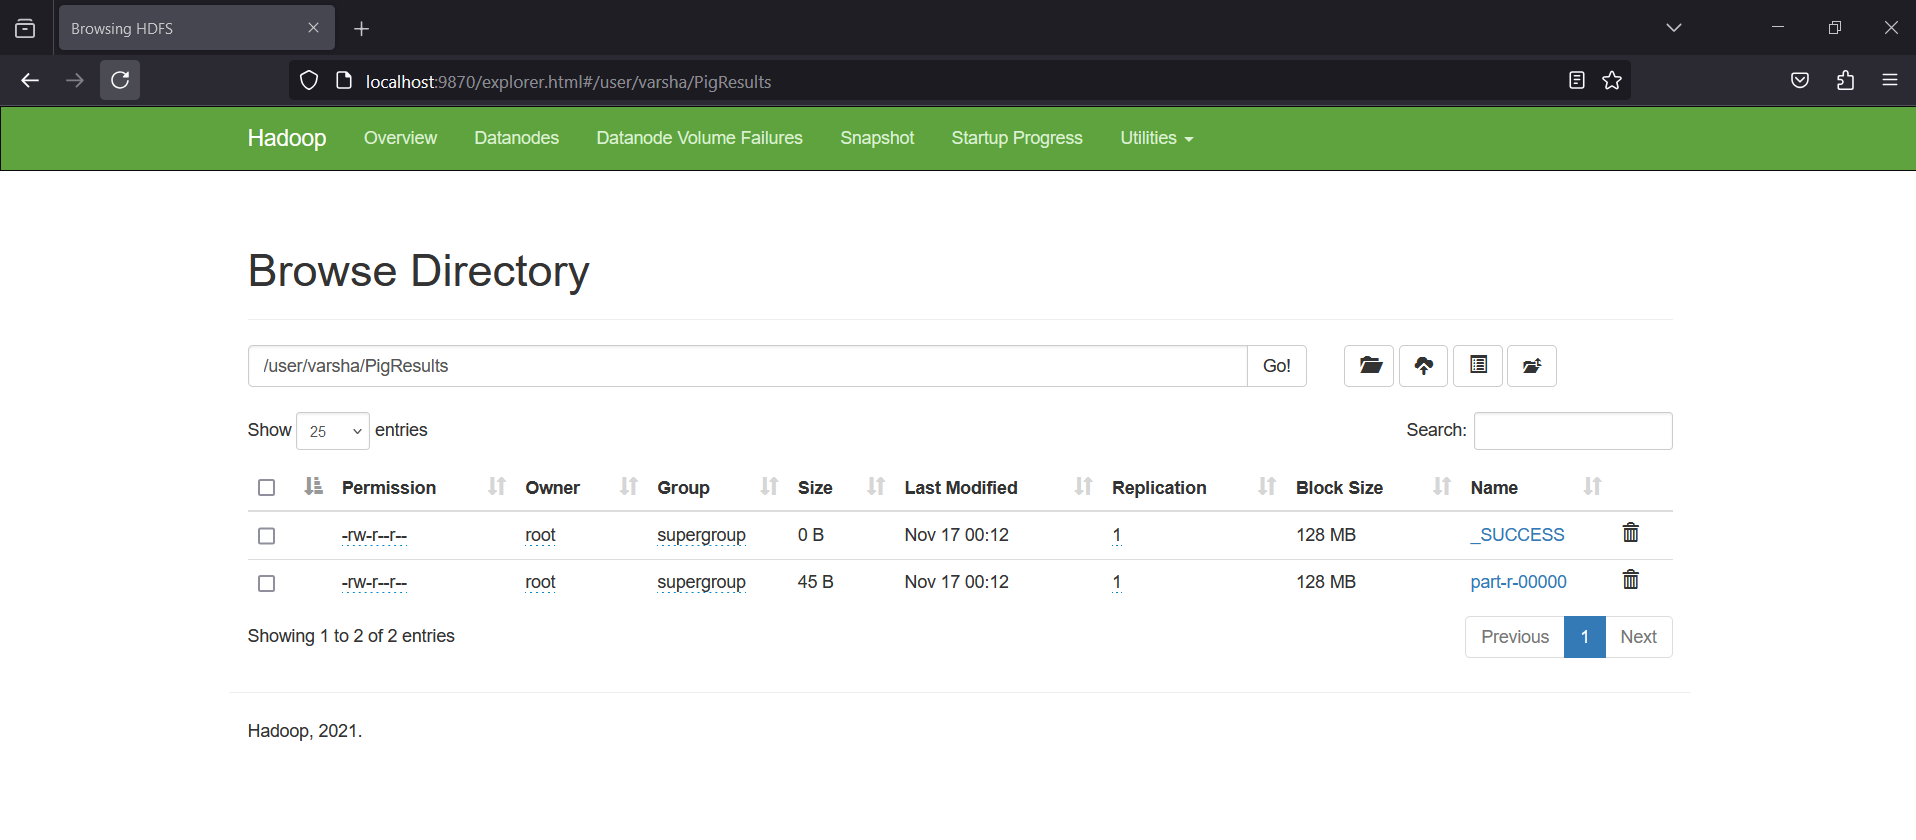 Browsing HDFS
localhost:9870/explorer.html#/user/varsha/PigResults
Hadoop Overview Datanodes Datanode Volume Failures Snapshot Startup Progress Utilities
Browse Directory
/user/varsha/PigResults Go!
Show 25 entries Search:
Permission Owner Group Size Last Modified Replication Block Size Name
-rw-r--r-- root supergroup 0 B Nov 17 00:12 1 128 MB _SUCCESS
-rw-r--r-- root supergroup 45 B Nov 17 00:12 1 128 MB part-r-00000
Showing 1 to 2 of 2 entries Previous 1 Next
Hadoop, 2021.